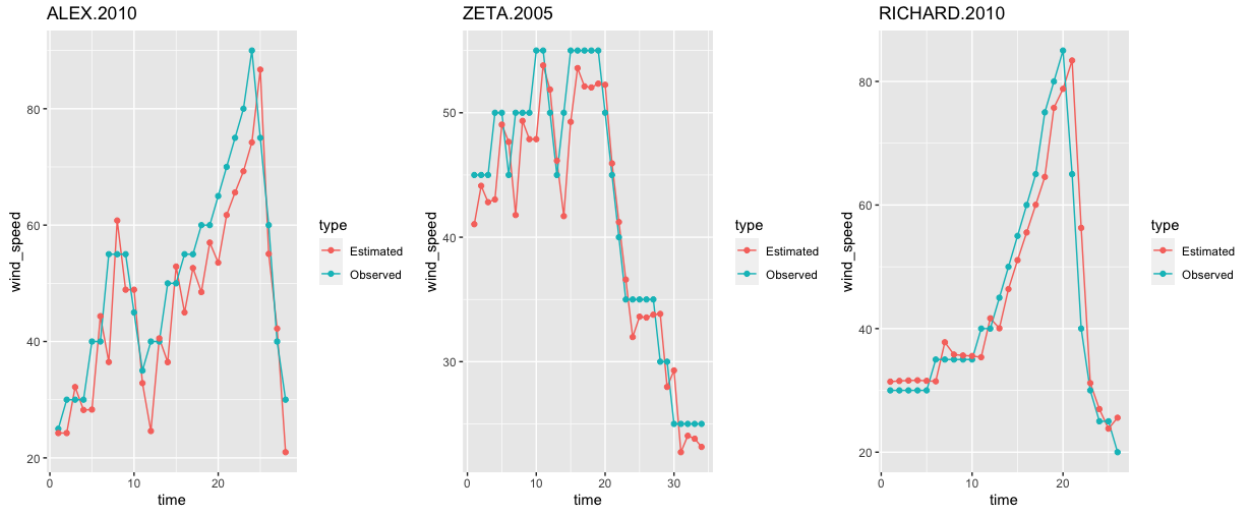 ALEX.2010
wind_speed
80
60
40
20
0
10
20
time
type
Estimated
Observed
ZETA.2005
wind_speed
50
40
30
0
10
20
30
time
type
Estimated
Observed
RICHARD.2010
wind_speed
80
60
40
20
0
10
20
time
type
Estimated
Observed